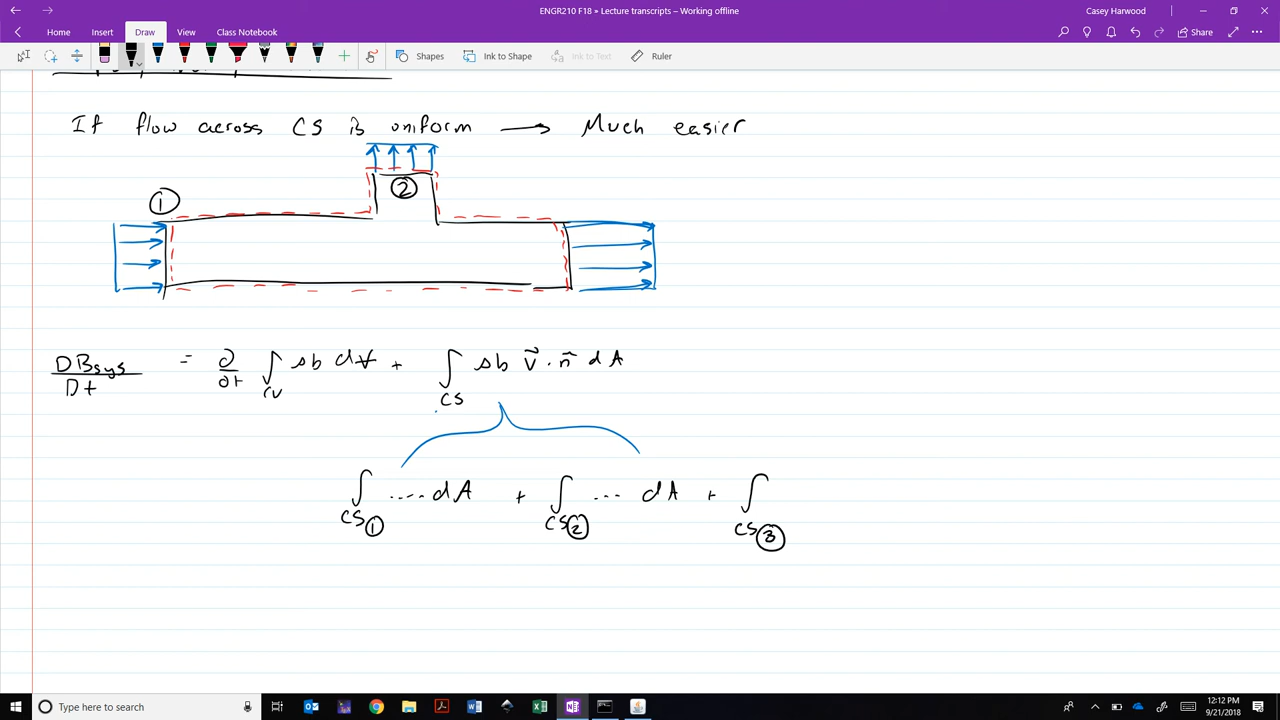 ENGR210 F18 » Lecture transcripts – Working offline
Casey Harwood
Home Insert Draw View Class Notebook
Share
Shapes Ink to Shape Ink to Text Ruler
If flow across CS is uniform → Much easier
①
②
DBsys/Dt = ∂/∂t ∫CV ρb dV + ∫CS ρb v⃗ · n⃗ dA
∫CS① .... dA + ∫CS② ... dA + ∫CS③
Type here to search
12:12 PM
9/21/2018